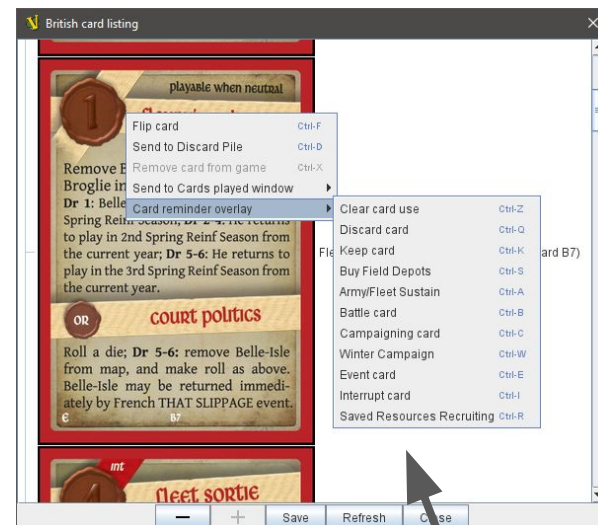 British card listing
playable when neutral
1
Flip card Ctrl-F
Send to Discard Pile Ctrl-D
Remove card from game Ctrl-X
Send to Cards played window
Card reminder overlay
Remove
Broglie in
Dr 1: Belle
Spring Reinf Season;
to play in 2nd Spring Reinf Season from
the current year; Dr 5-6: He returns to
play in the 3rd Spring Reinf Season from
the current year.
OR
COURT POLITICS
Roll a die; Dr 5-6: remove Belle-Isle
from map, and make roll as above.
Belle-Isle may be returned immedi-
ately by French THAT SLIPPAGE event.
€ B7
Clear card use Ctrl-Z
Discard card Ctrl-Q
Keep card Ctrl-K
Buy Field Depots Ctrl-S
Army/Fleet Sustain Ctrl-A
Battle card Ctrl-B
Campaigning card Ctrl-C
Winter Campaign Ctrl-W
Event card Ctrl-E
Interrupt card Ctrl-I
Saved Resources Recruiting Ctrl-R
Fle
ard B7)
int
FLEET SORTIE
− + Save Refresh Close